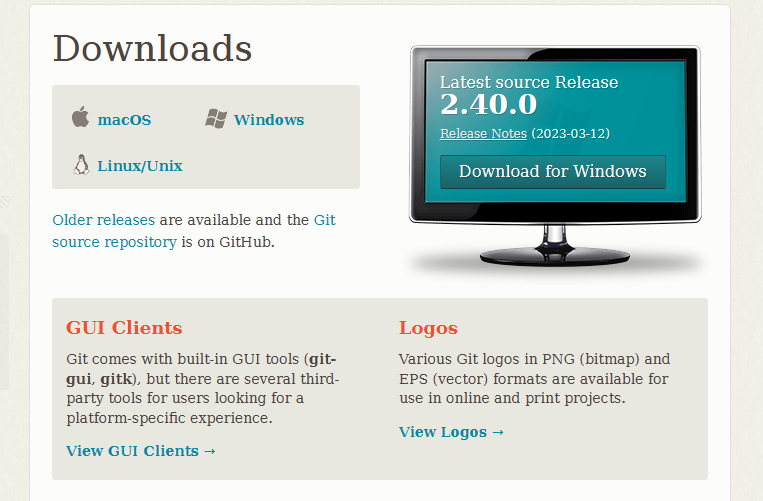 Downloads
macOS
Windows
Linux/Unix
Older releases are available and the Git
source repository is on GitHub.
Latest source Release
2.40.0
Release Notes (2023-03-12)
Download for Windows
GUI Clients
Git comes with built-in GUI tools (git-
gui, gitk), but there are several third-
party tools for users looking for a
platform-specific experience.
View GUI Clients →
Logos
Various Git logos in PNG (bitmap) and
EPS (vector) formats are available for
use in online and print projects.
View Logos →